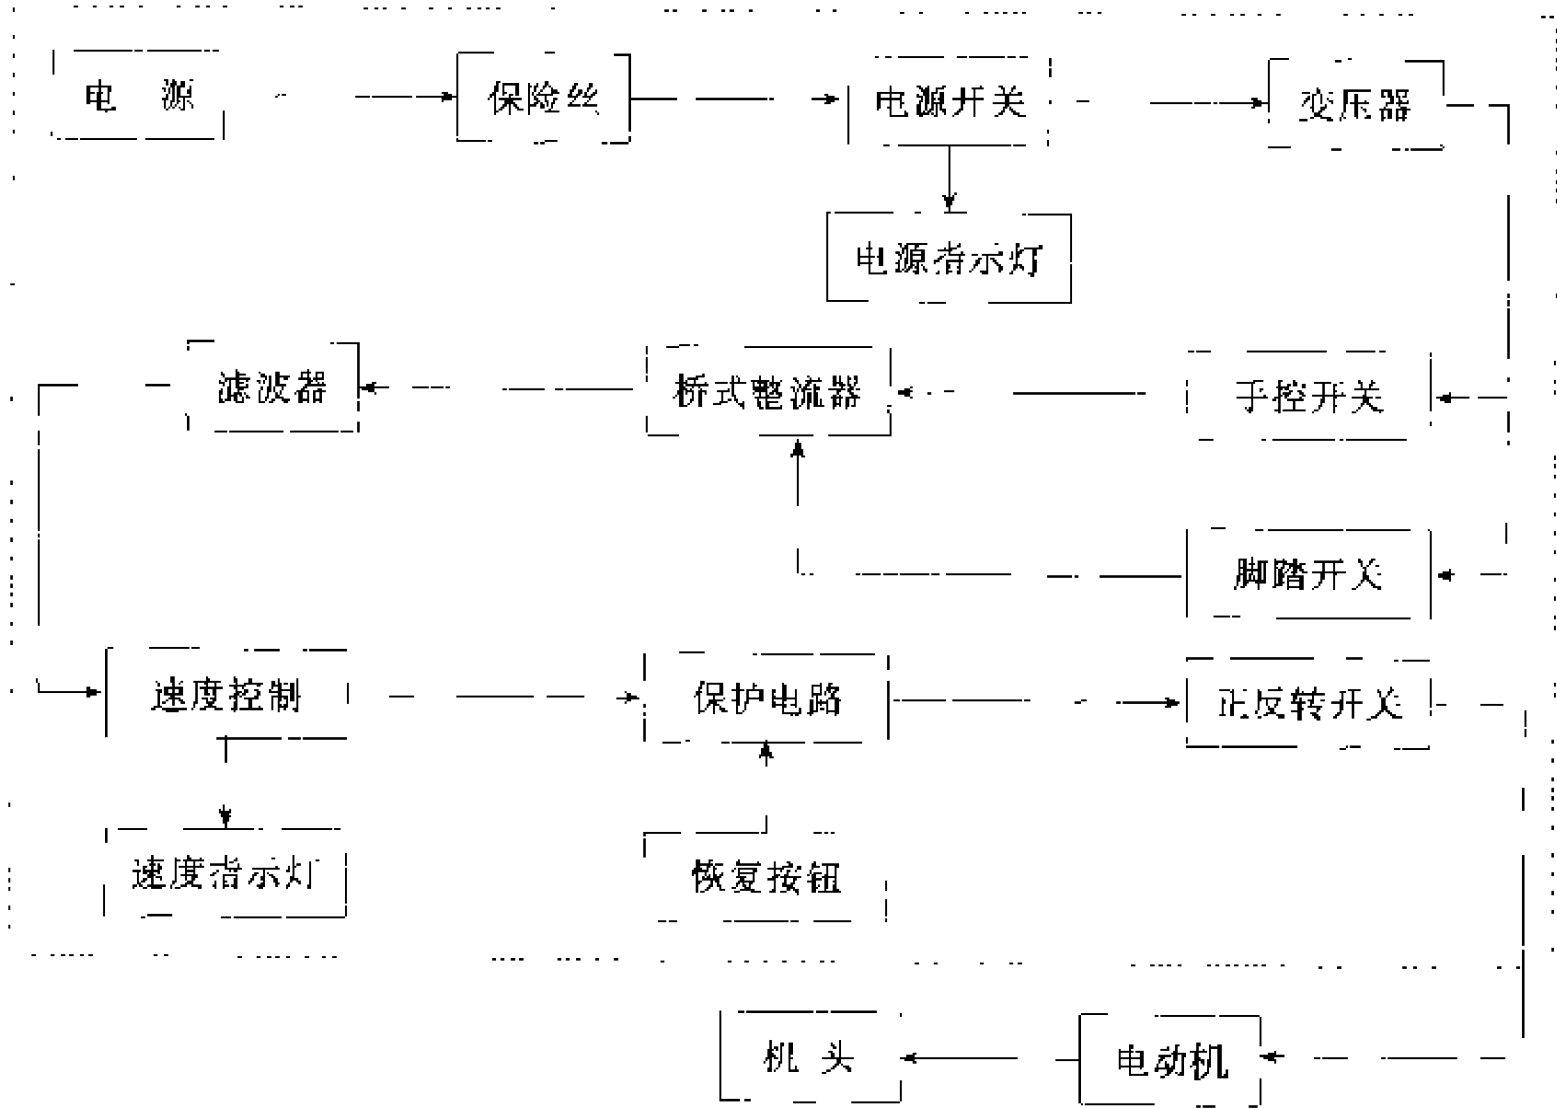 电 源
保险丝
电源开关
变压器
电源指示灯
滤波器
桥式整流器
手控开关
脚踏开关
速度控制
保护电路
正反转开关
速度指示灯
恢复按钮
机 头
电动机